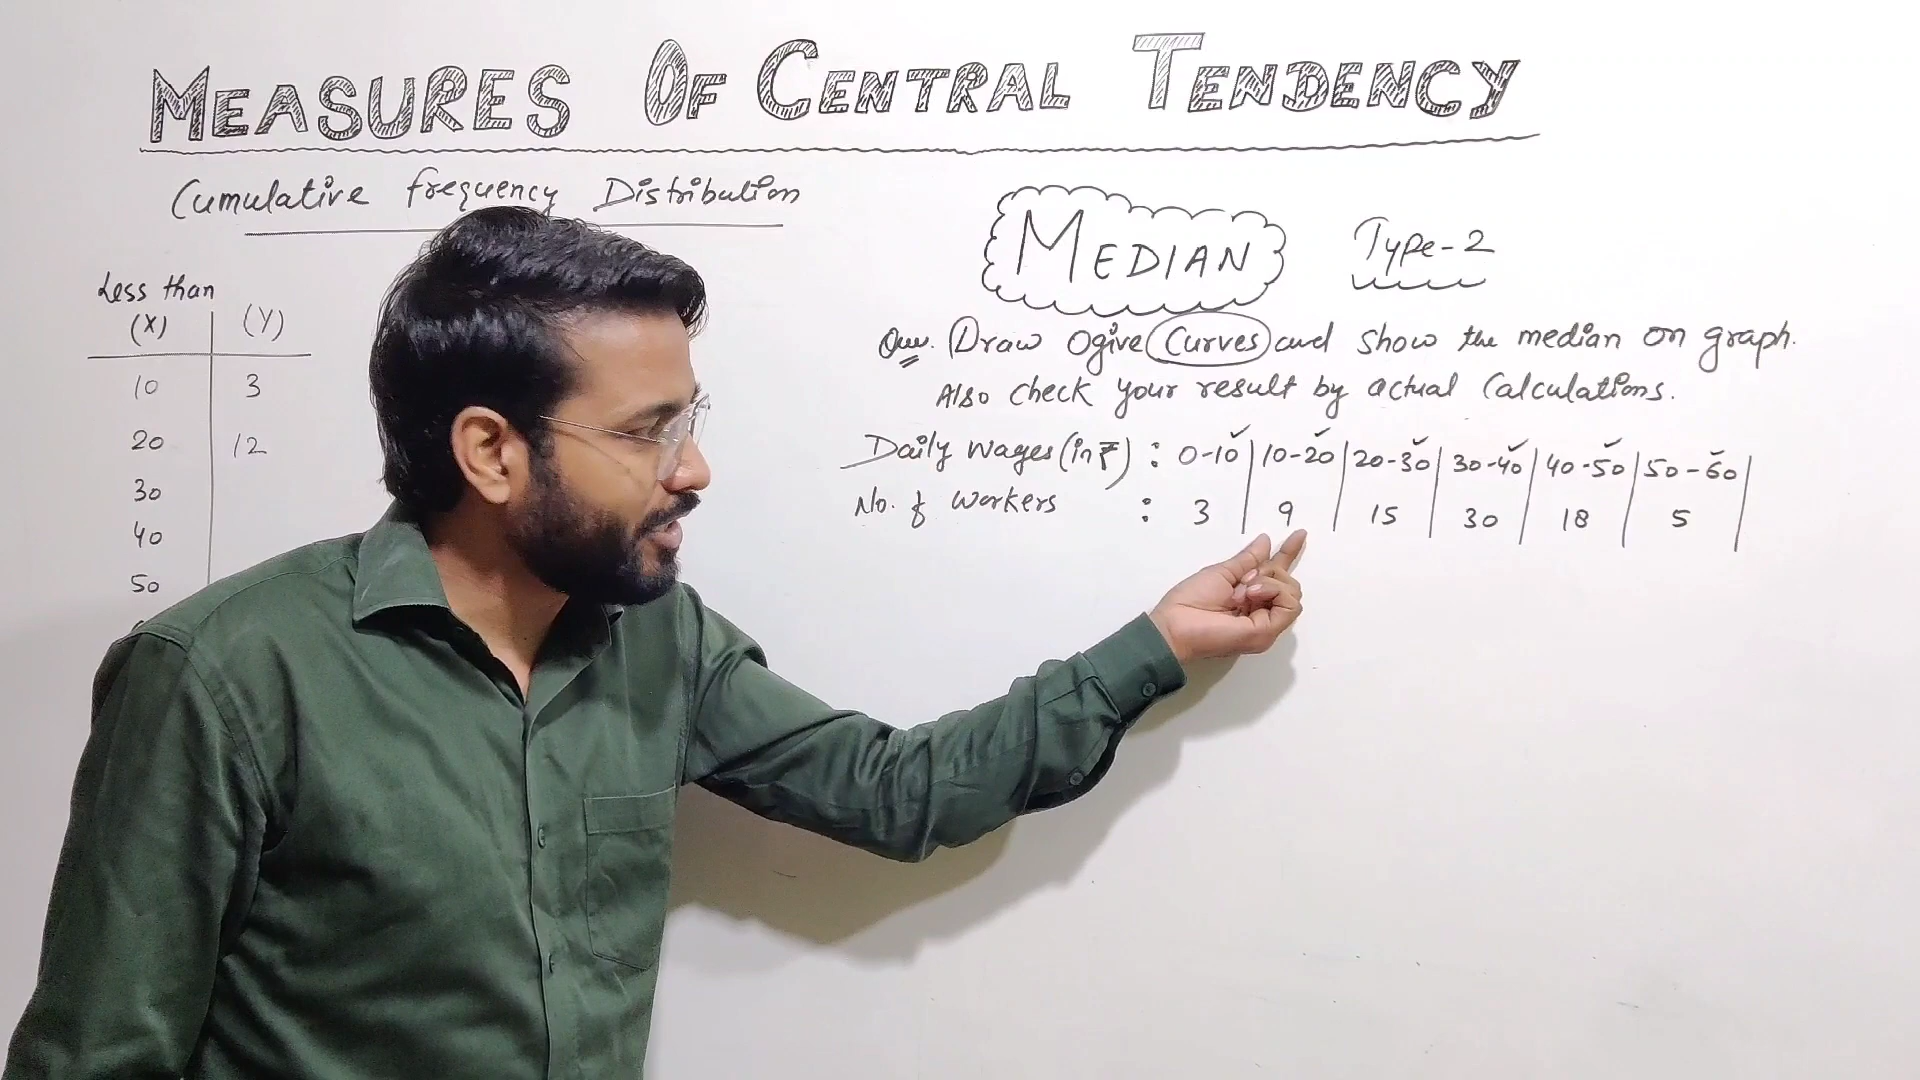 MEASURES OF CENTRAL TENDENCY
Cumulative frequency Distribution
Less than
(X) (Y)
10 3
20 12
30
40
50
MEDIAN
Type-2
Que. Draw Ogive Curves and show the median on graph.
Also check your result by actual Calculations.
Daily wages (in ₹) : 0-10 | 10-20 | 20-30 | 30-40 | 40-50 | 50-60 |
No. of workers : 3 | 9 | 15 | 30 | 18 | 5 |